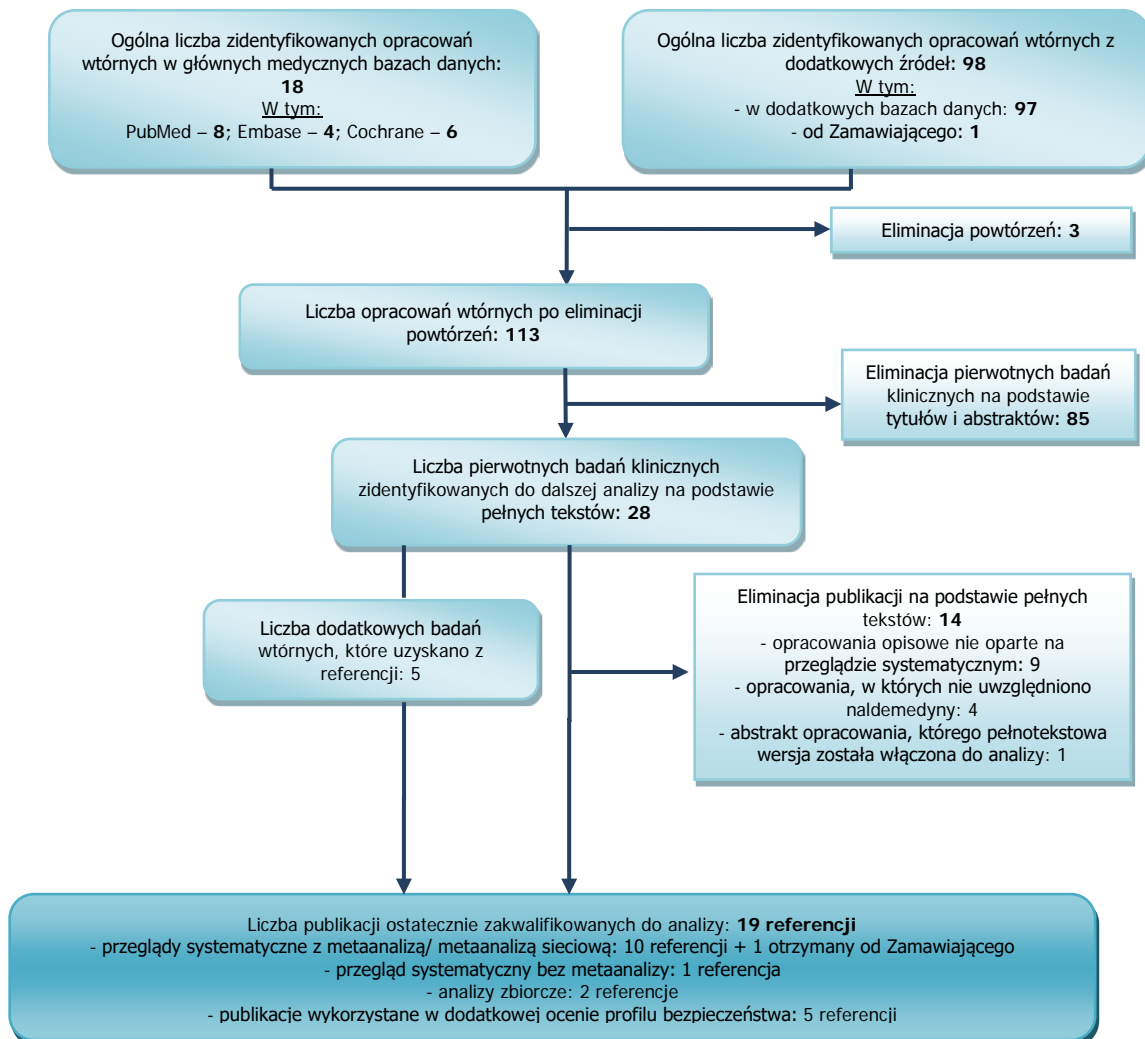 Ogólna liczba zidentyfikowanych opracowań
wtórnych w głównych medycznych bazach danych:
18
W tym:
PubMed – 8; Embase – 4; Cochrane – 6
Ogólna liczba zidentyfikowanych opracowań wtórnych z
dodatkowych źródeł: 98
W tym:
- w dodatkowych bazach danych: 97
- od Zamawiającego: 1
Eliminacja powtórzeń: 3
Liczba opracowań wtórnych po eliminacji
powtórzeń: 113
Eliminacja pierwotnych badań
klinicznych na podstawie
tytułów i abstraktów: 85
Liczba pierwotnych badań klinicznych
zidentyfikowanych do dalszej analizy na podstawie
pełnych tekstów: 28
Liczba dodatkowych badań
wtórnych, które uzyskano z
referencji: 5
Eliminacja publikacji na podstawie pełnych
tekstów: 14
- opracowania opisowe nie oparte na
przeglądzie systematycznym: 9
- opracowania, w których nie uwzględniono
naldemedyny: 4
- abstrakt opracowania, którego pełnotekstowa
wersja została włączona do analizy: 1
Liczba publikacji ostatecznie zakwalifikowanych do analizy: 19 referencji
- przeglądy systematyczne z metaanalizą/ metaanalizą sieciową: 10 referencji + 1 otrzymany od Zamawiającego
- przegląd systematyczny bez metaanalizy: 1 referencja
- analizy zbiorcze: 2 referencje
- publikacje wykorzystane w dodatkowej ocenie profilu bezpieczeństwa: 5 referencji